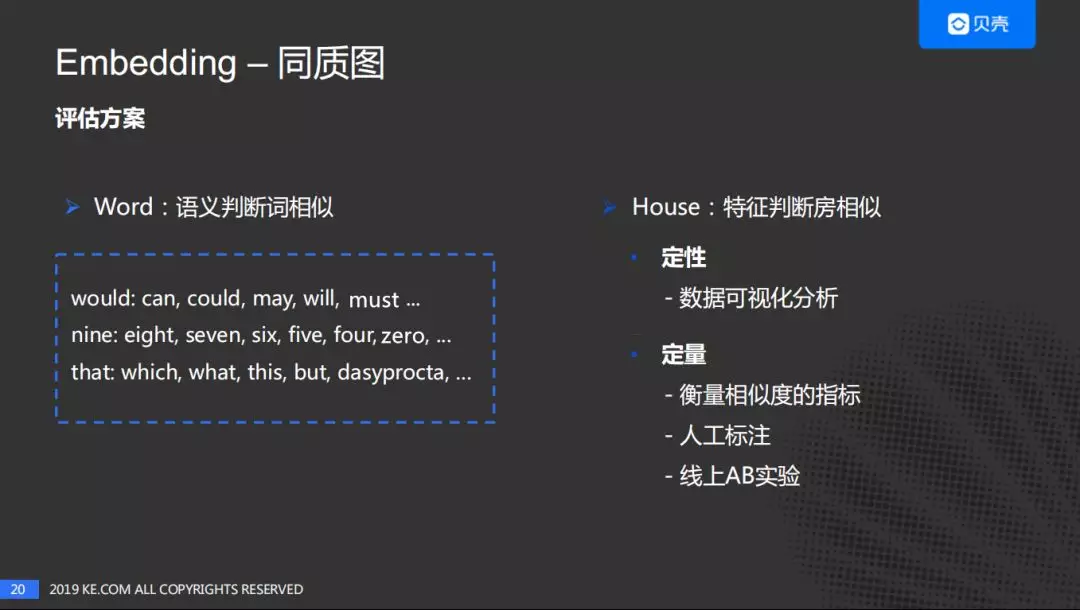 贝壳
Embedding – 同质图
评估方案
Word：语义判断词相似
would: can, could, may, will, must ...
nine: eight, seven, six, five, four, zero, ...
that: which, what, this, but, dasyprocta, ...
House：特征判断房相似
定性
- 数据可视化分析
定量
- 衡量相似度的指标
- 人工标注
- 线上AB实验
20 2019 KE.COM ALL COPYRIGHTS RESERVED